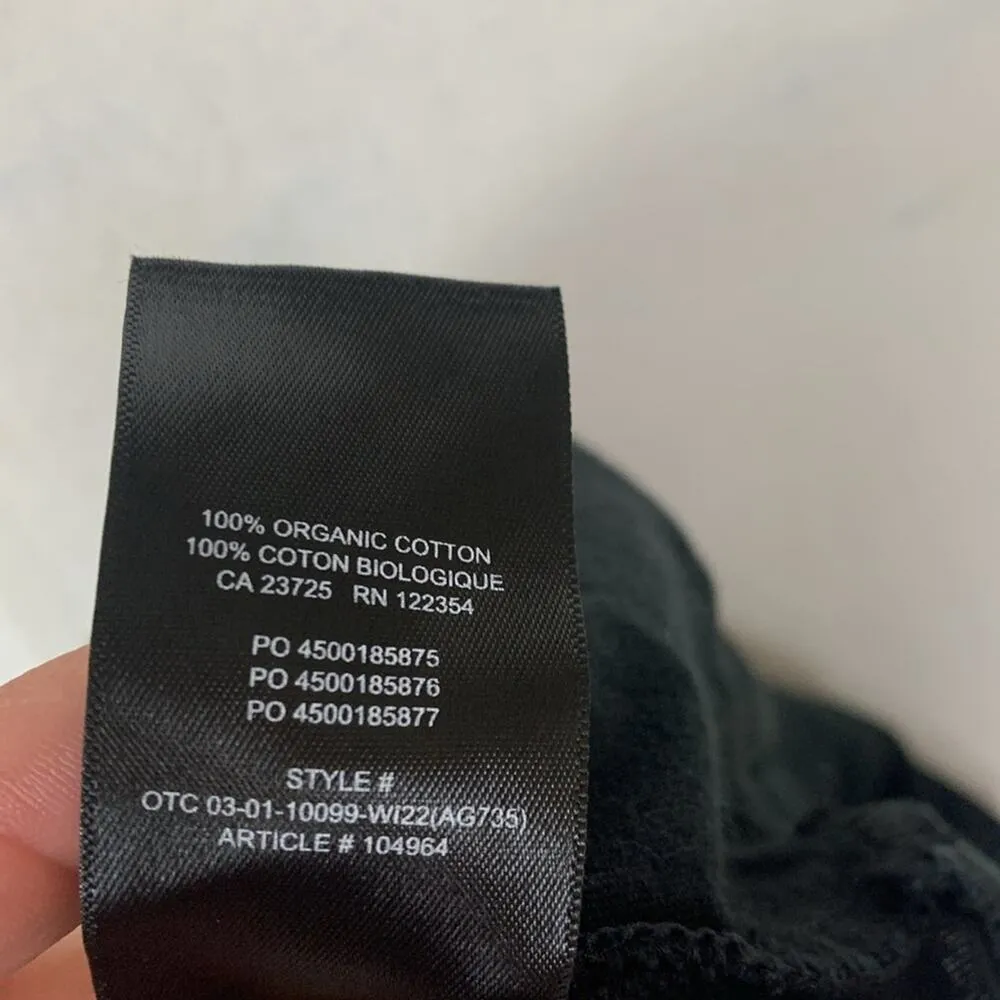 100% ORGANIC COTTON
100% COTON BIOLOGIQUE
CA 23725 RN 122354
PO 4500185875
PO 4500185876
PO 4500185877
STYLE #
OTC 03-01-10099-WI22(AG735)
ARTICLE # 104964